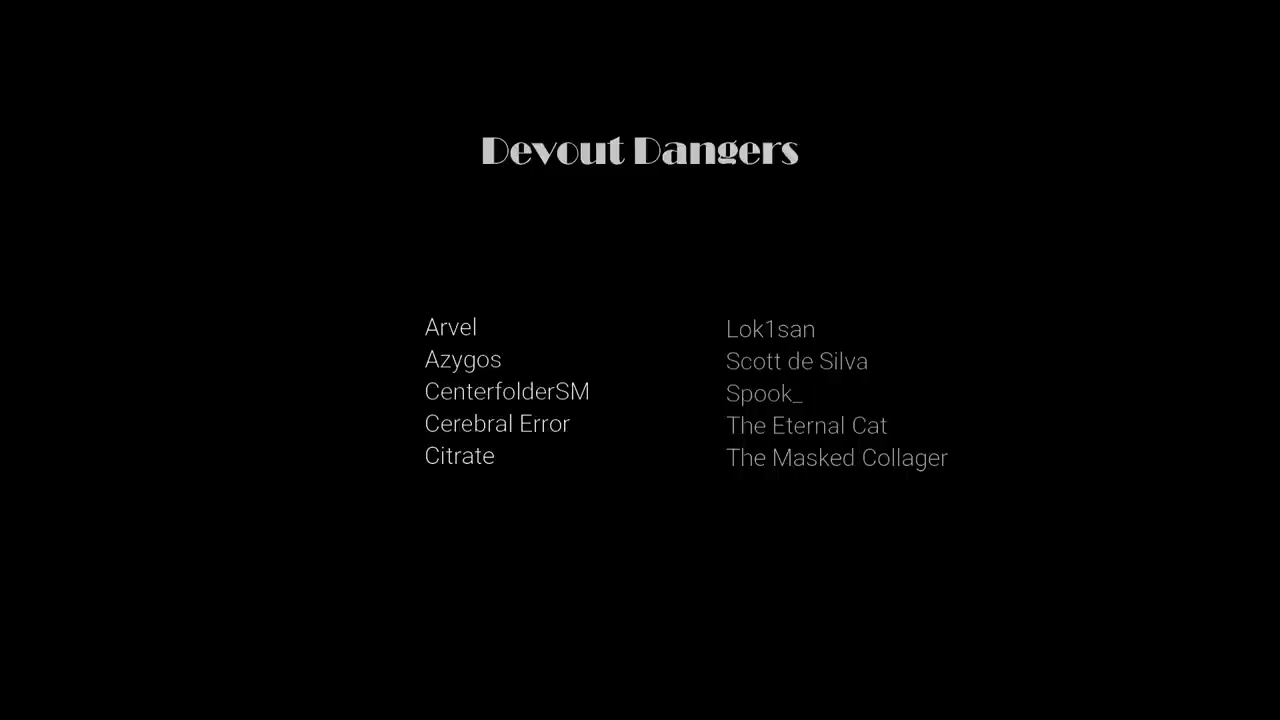 Devout Dangers
Arvel
Azygos
CenterfolderSM
Cerebral Error
Citrate
Lok1san
Scott de Silva
Spook_
The Eternal Cat
The Masked Collager